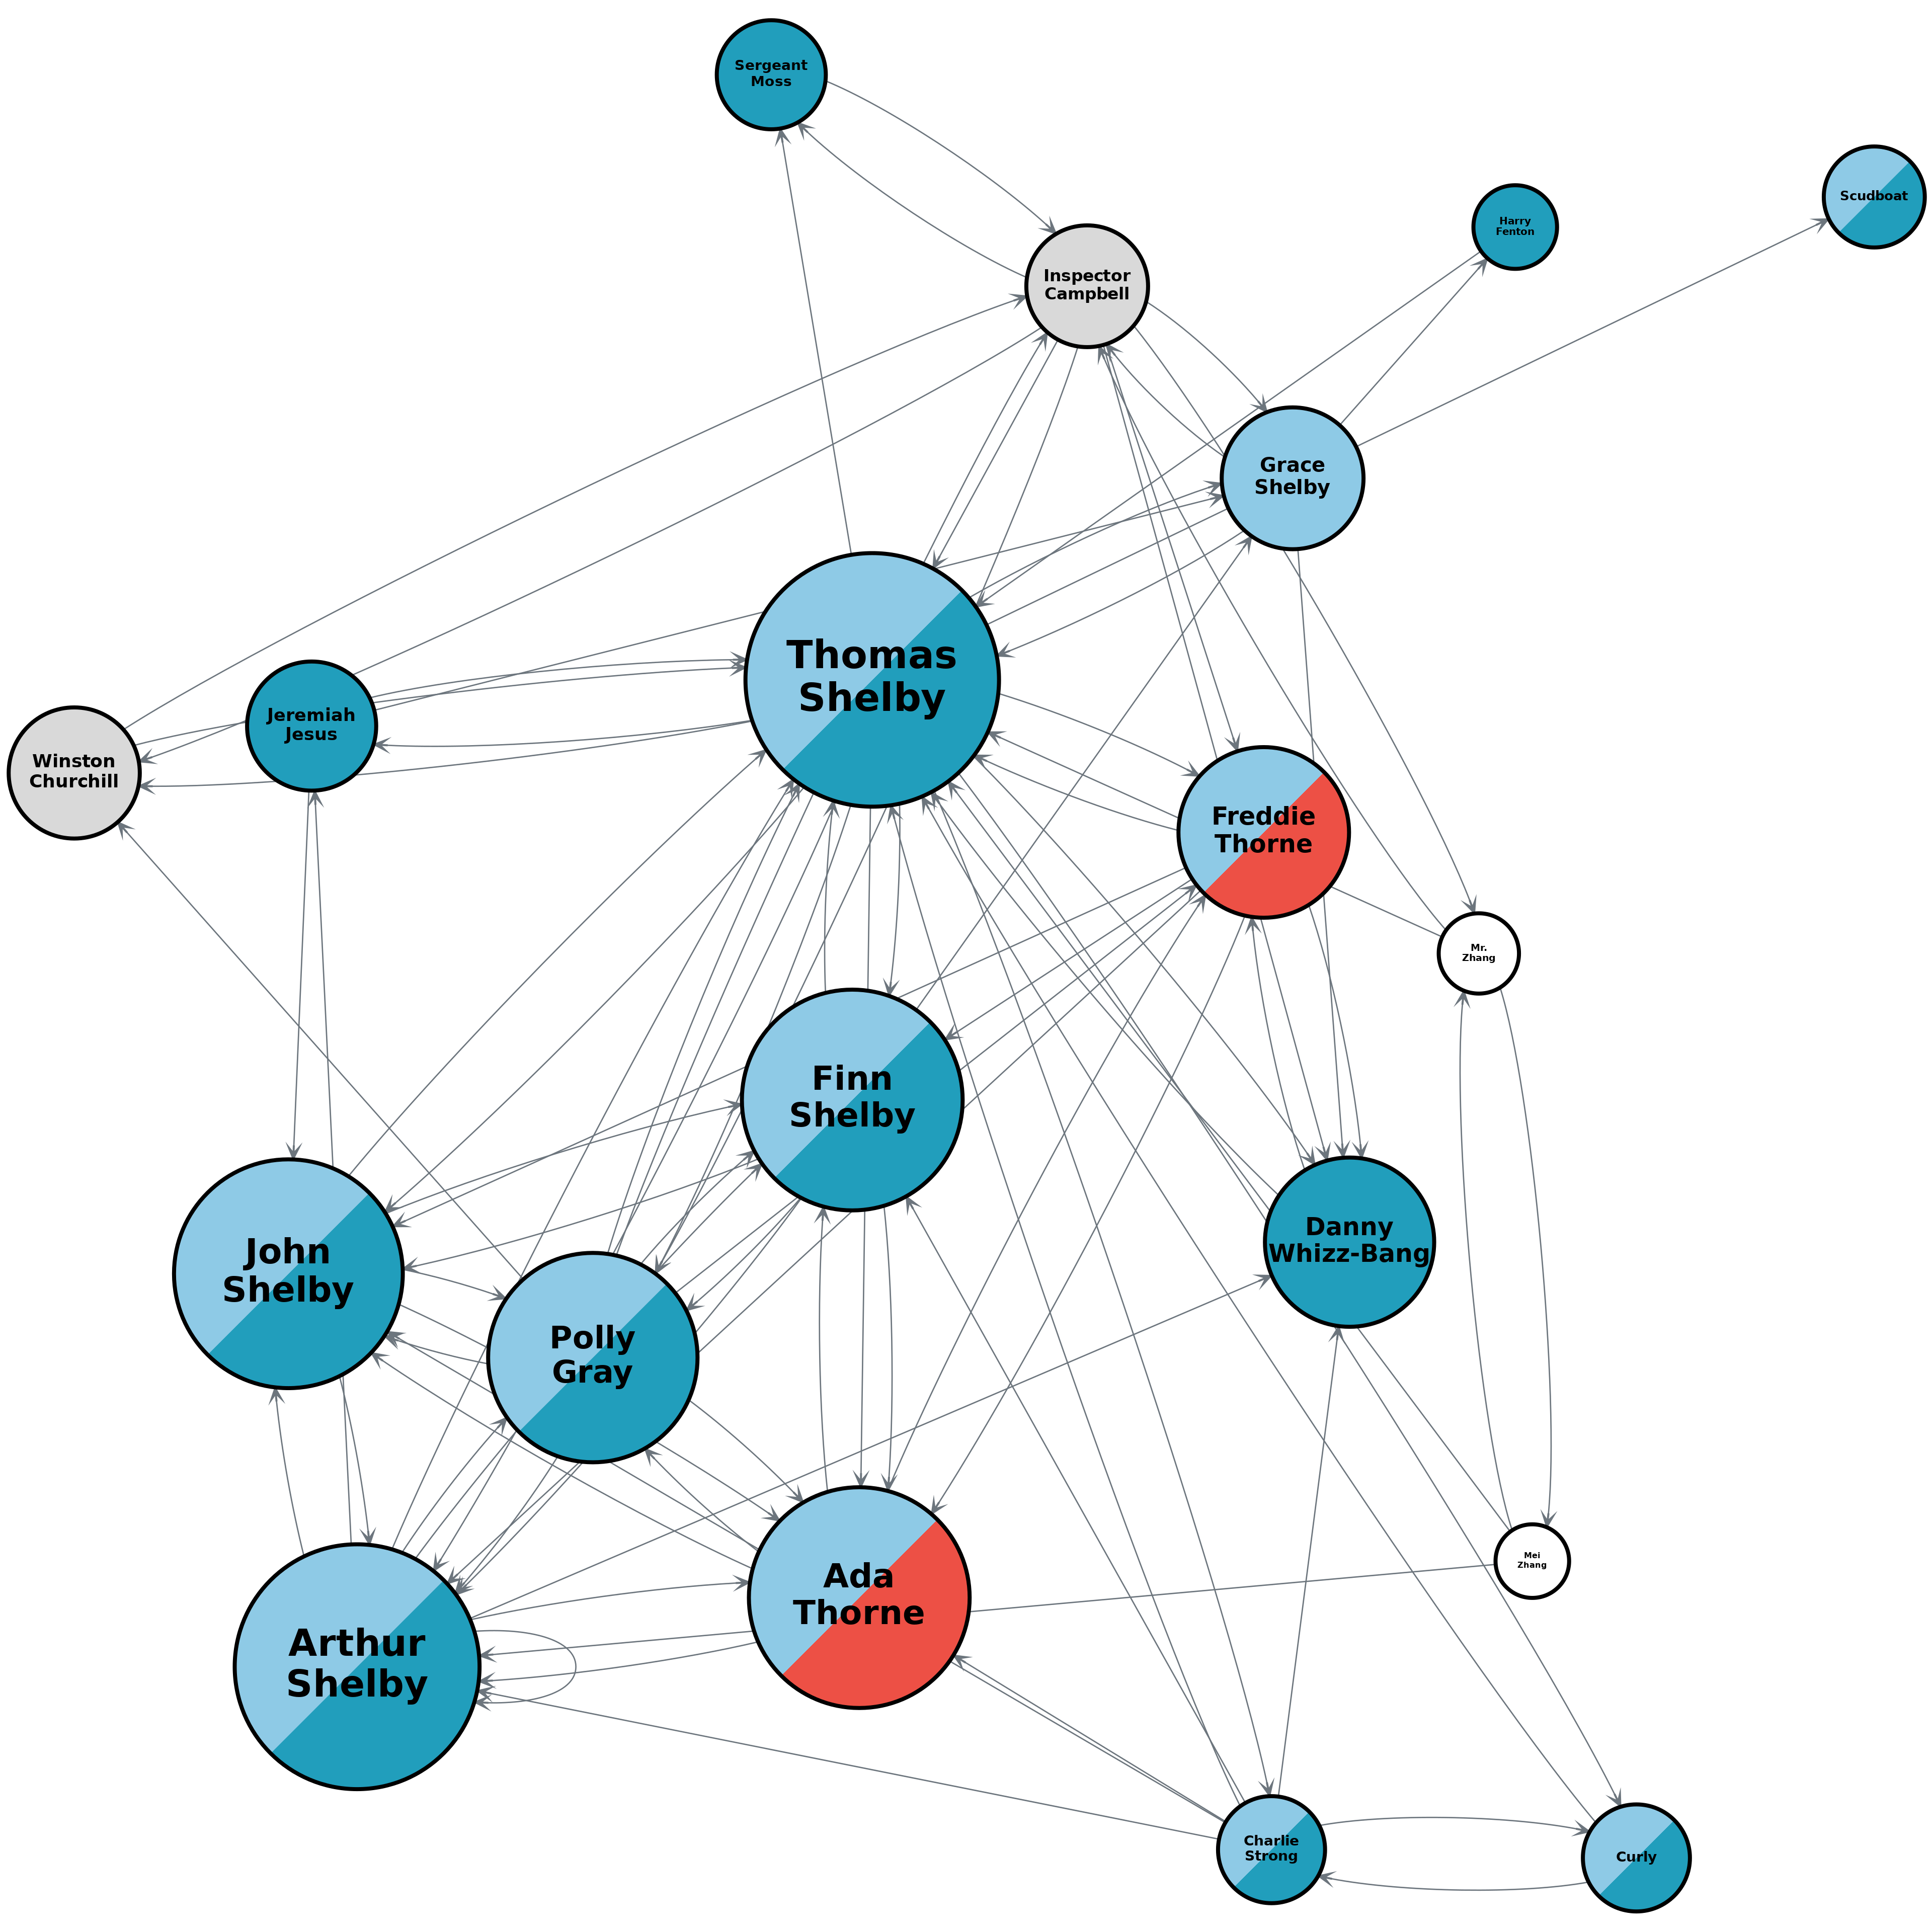 Sergeant
Moss
Scudboat
Harry
Fenton
Inspector
Campbell
Grace
Shelby
Thomas
Shelby
Jeremiah
Jesus
Winston
Churchill
Freddie
Thorne
Mr.
Zhang
Finn
Shelby
Danny
Whizz-Bang
John
Shelby
Polly
Gray
Mei
Zhang
Ada
Thorne
Arthur
Shelby
Charlie
Strong
Curly